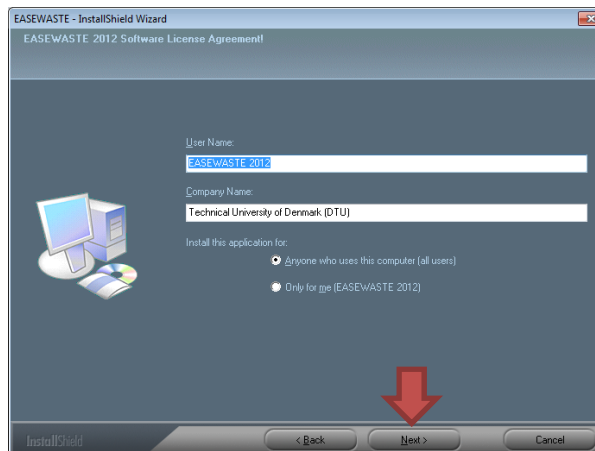 EASEWASTE - InstallShield Wizard
EASEWASTE 2012 Software License Agreement!
User Name:
EASEWASTE 2012
Company Name:
Technical University of Denmark (DTU)
Install this application for:
Anyone who uses this computer (all users)
Only for me (EASEWASTE 2012)
InstallShield
< Back
Next >
Cancel